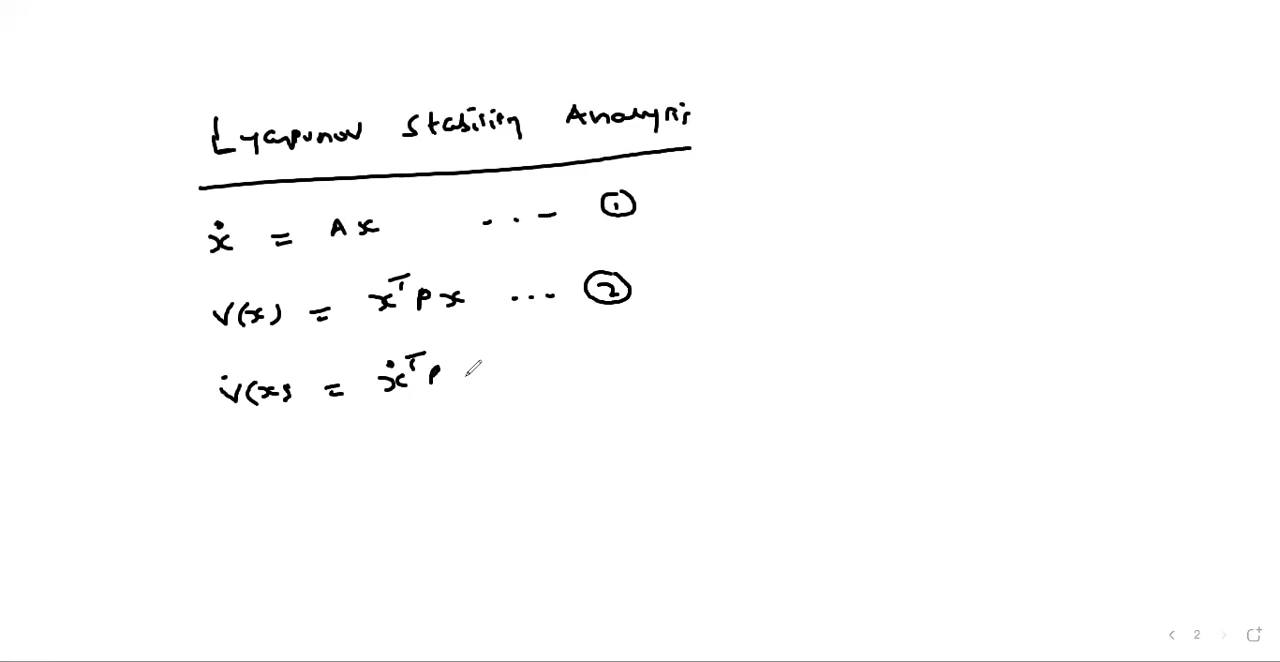 Lyapunov Stability Analysis
ẋ = Ax ... ①
V(x) = xᵀPx ... ②
V̇(x) = ẋᵀP
2